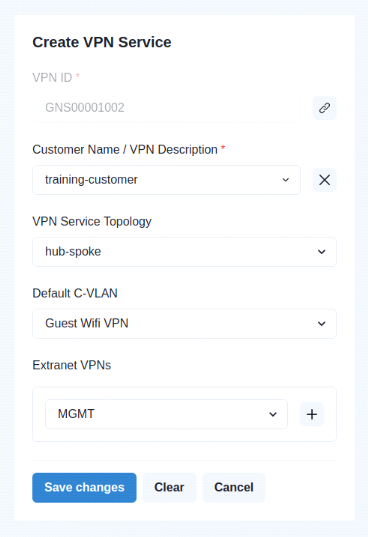 Create VPN Service
VPN ID *
GNS00001002
Customer Name / VPN Description *
training-customer
VPN Service Topology
hub-spoke
Default C-VLAN
Guest Wifi VPN
Extranet VPNs
MGMT
Save changes Clear Cancel